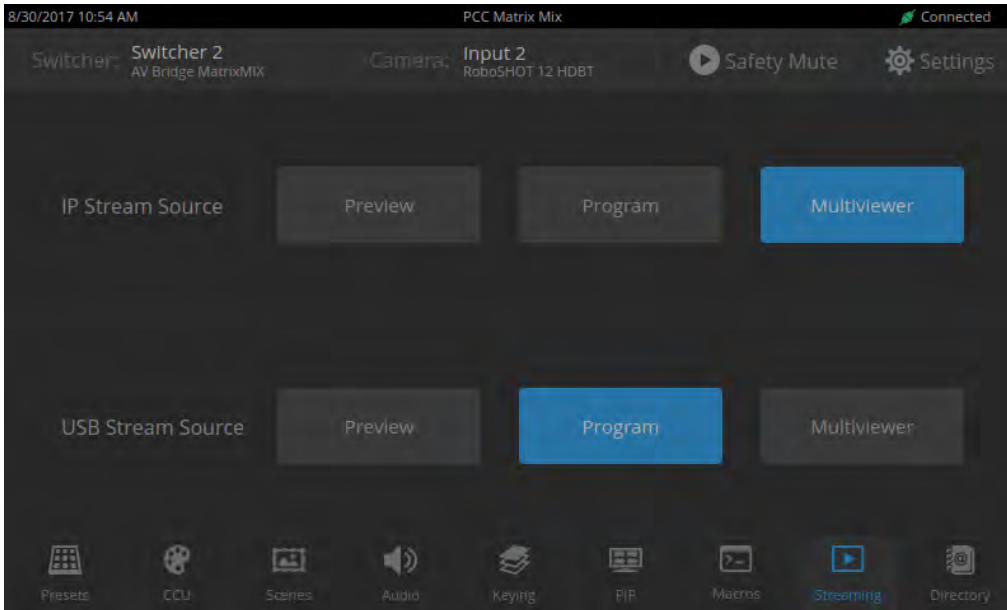 8/30/2017 10:54 AM PCC Matrix Mix Connected
Switcher: Switcher 2 Camera: Input 2 Safety Mute Settings
AV Bridge MatrixMIX RoboSHOT 12 HDBT
IP Stream Source Preview Program Multiviewer
USB Stream Source Preview Program Multiviewer
Presets CCU Scenes Audio Keying PIP Macros Streaming Directory